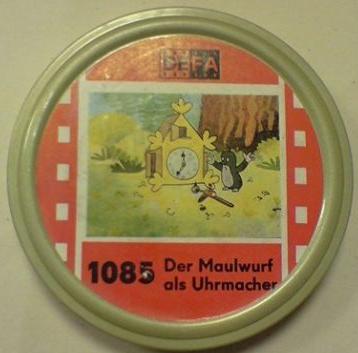 DEFA
1085 Der Maulwurf
als Uhrmacher